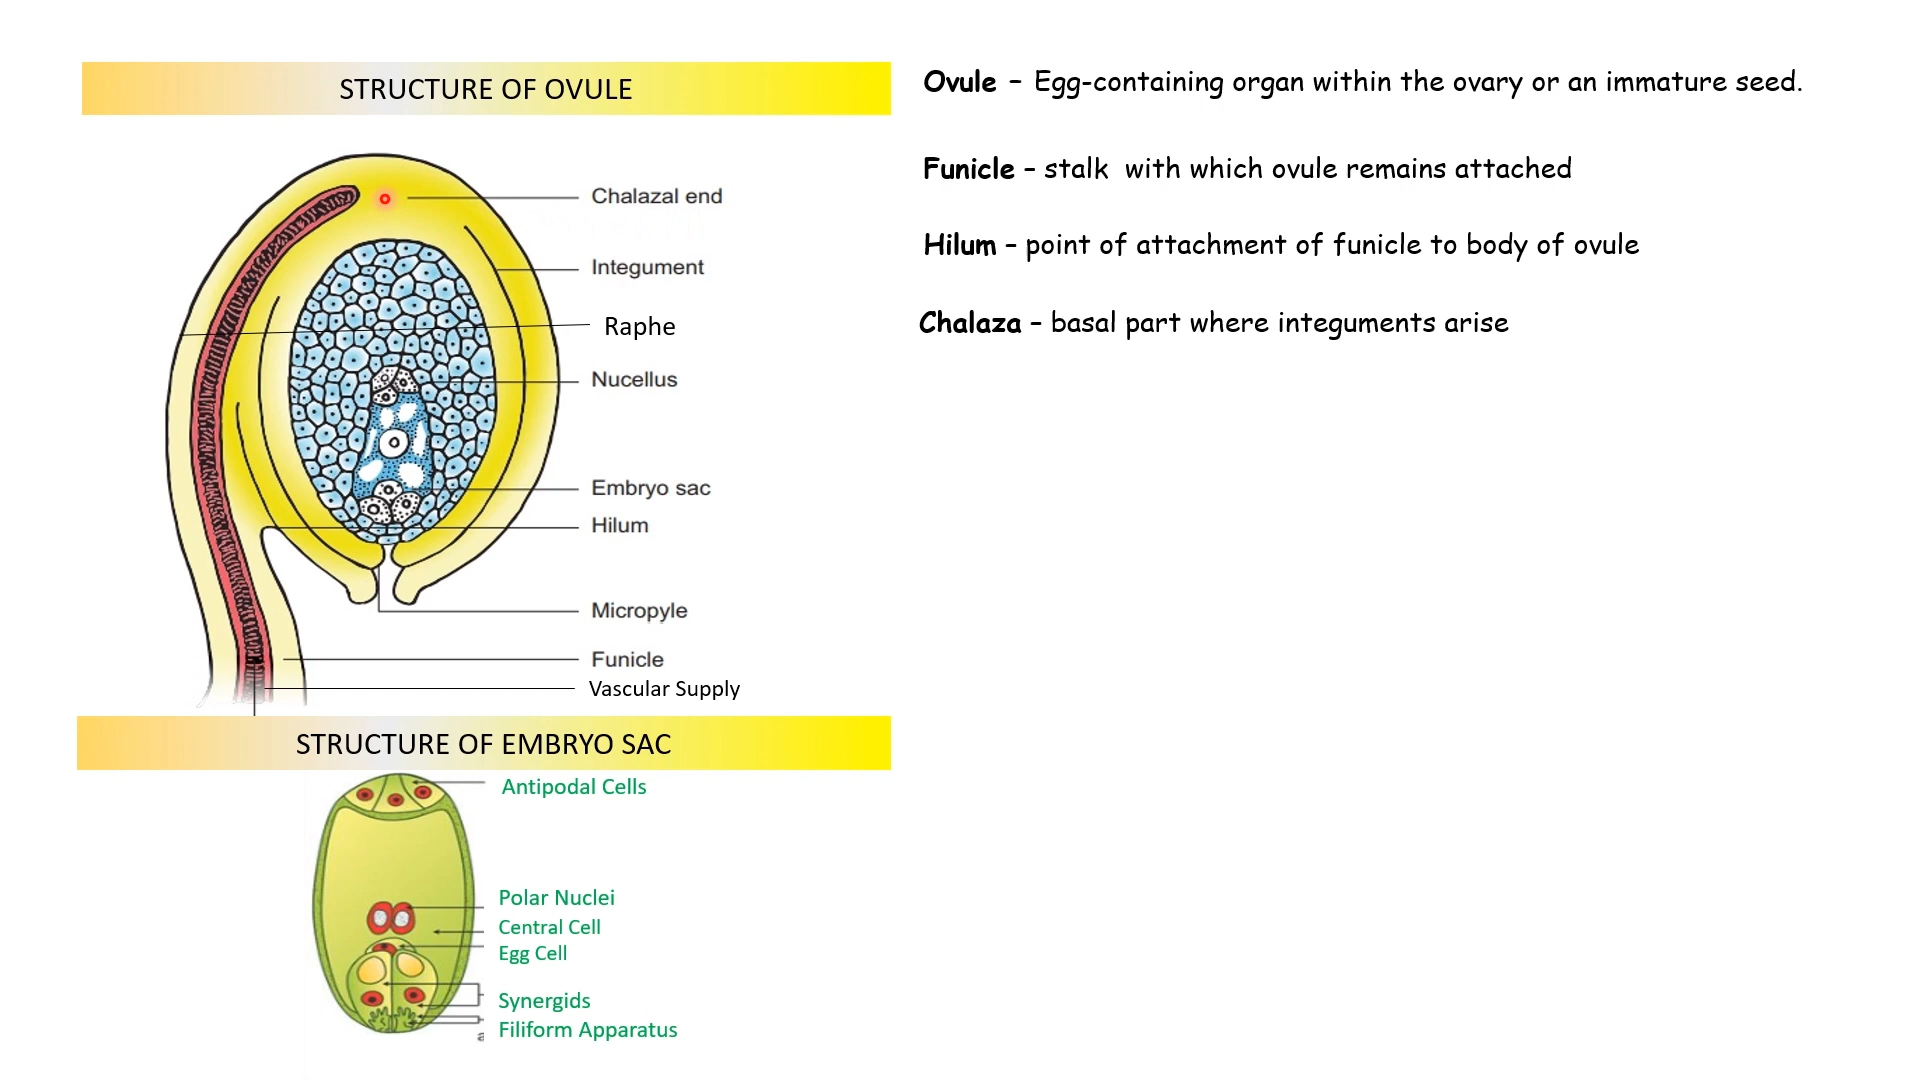 STRUCTURE OF OVULE
Chalazal end
Integument
Raphe
Nucellus
Embryo sac
Hilum
Micropyle
Funicle
Vascular Supply
STRUCTURE OF EMBRYO SAC
Antipodal Cells
Polar Nuclei
Central Cell
Egg Cell
Synergids
Filiform Apparatus
a
Ovule – Egg-containing organ within the ovary or an immature seed.
Funicle – stalk with which ovule remains attached
Hilum – point of attachment of funicle to body of ovule
Chalaza – basal part where integuments arise